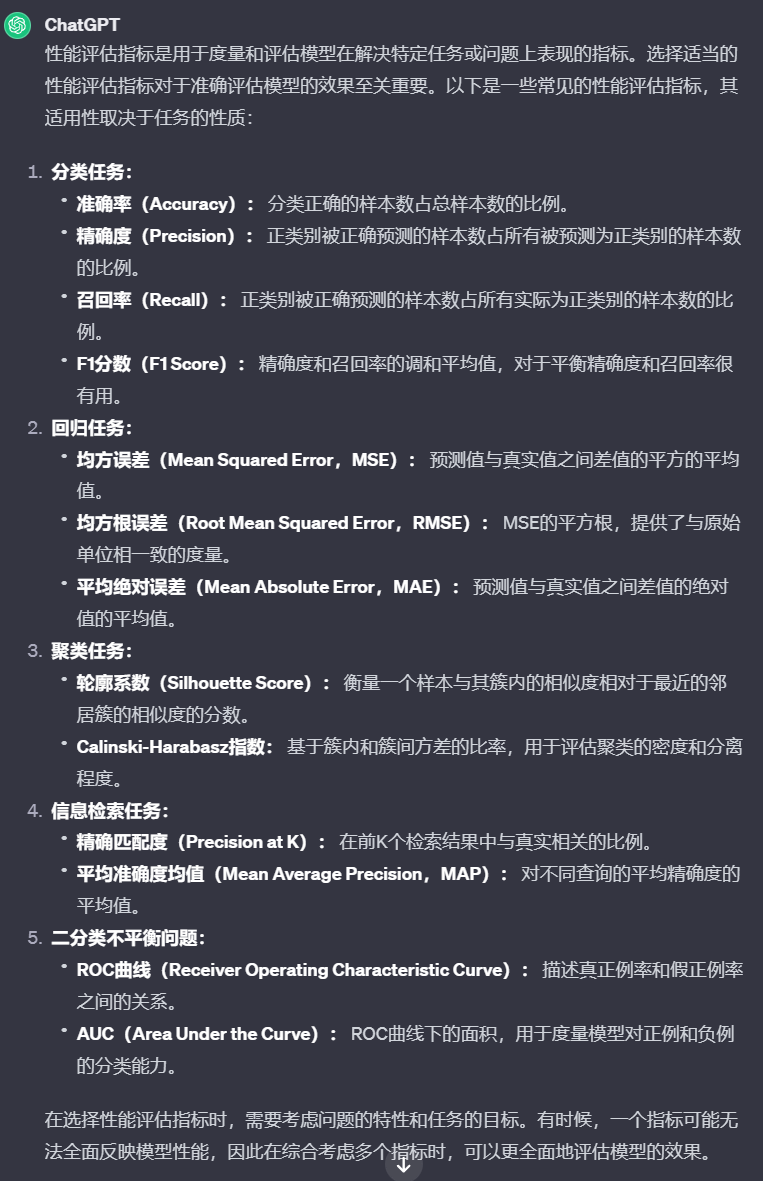 ChatGPT
性能评估指标是用于度量和评估模型在解决特定任务或问题上表现的指标。选择适当的
性能评估指标对于准确评估模型的效果至关重要。以下是一些常见的性能评估指标，其
适用性取决于任务的性质：
1. 分类任务：
• 准确率（Accuracy）： 分类正确的样本数占总样本数的比例。
• 精确度（Precision）： 正类别被正确预测的样本数占所有被预测为正类别的样本数
的比例。
• 召回率（Recall）： 正类别被正确预测的样本数占所有实际为正类别的样本数的比
例。
• F1分数（F1 Score）： 精确度和召回率的调和平均值，对于平衡精确度和召回率很
有用。
2. 回归任务：
• 均方误差（Mean Squared Error，MSE）： 预测值与真实值之间差值的平方的平均
值。
• 均方根误差（Root Mean Squared Error，RMSE）： MSE的平方根，提供了与原始
单位相一致的度量。
• 平均绝对误差（Mean Absolute Error，MAE）： 预测值与真实值之间差值的绝对
值的平均值。
3. 聚类任务：
• 轮廓系数（Silhouette Score）： 衡量一个样本与其簇内的相似度相对于最近的邻
居簇的相似度的分数。
• Calinski-Harabasz指数： 基于簇内和簇间方差的比率，用于评估聚类的密度和分离
程度。
4. 信息检索任务：
• 精确匹配度（Precision at K）： 在前K个检索结果中与真实相关的比例。
• 平均准确度均值（Mean Average Precision，MAP）： 对不同查询的平均精确度的
平均值。
5. 二分类不平衡问题：
• ROC曲线（Receiver Operating Characteristic Curve）： 描述真正例率和假正例率
之间的关系。
• AUC（Area Under the Curve）： ROC曲线下的面积，用于度量模型对正例和负例
的分类能力。
在选择性能评估指标时，需要考虑问题的特性和任务的目标。有时候，一个指标可能无
法全面反映模型性能，因此在综合考虑多个指标时，可以更全面地评估模型的效果。